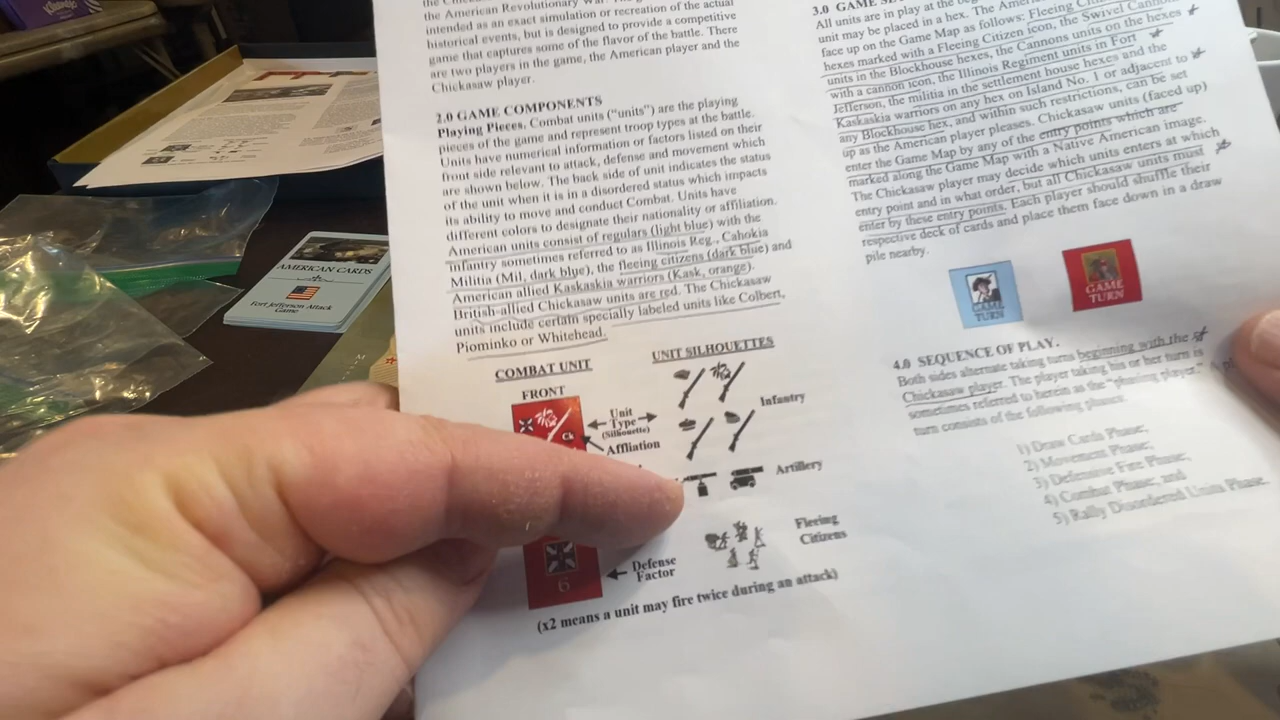 the American Revolutionary War. The game is
intended as an exact simulation or recreation of the actual
historical events, but is designed to provide a competitive
game that captures some of the flavor of the battle. There
are two players in the game, the American player and the
Chickasaw player.
2.0 GAME COMPONENTS
Playing Pieces. Combat units ("units") are the playing
pieces of the game and represent troop types at the battle.
Units have numerical information or factors listed on their
side relevant to attack, defense and movement which
are shown below. The back side of unit indicates the status
of the unit when it is in a disordered status which impacts
its ability to move and conduct Combat. Units have
different colors to designate their nationality or affiliation.
American units consist of regulars (light blue) with the
infantry sometimes referred to as Illinois Reg., Cahokia
Militia (Mil, dark blue), the fleeing citizens (dark blue) and
American allied Kaskaskia warriors (Kask, orange).
British-allied Chickasaw units are red. The Chickasaw
units include certain specially labeled units like Colbert,
Piominko or Whitehead.
COMBAT UNIT
FRONT
Unit
Type
(Silhouette)
Affliation
Ck
6
Defense
Factor
UNIT SILHOUETTES
Infantry
Artillery
Fleeing
Citizens
(x2 means a unit may fire twice during an attack)
3.0 GAME
All units are in play at the
unit may be placed in a hex. The
face up on the Game Map as follows: Fleeing
hexes marked with a Fleeing Citizen icon, the Swivel Cannon
units in the Blockhouse hexes, the Cannons units on the hexes
with a cannon, the Illinois Regiment units in Fort
Jefferson, the militia in the settlement house hexes and the
Kaskaskia warriors on any hex on Island No. 1 or adjacent to
any Blockhouse hex, and within such restrictions, can be set
up as the American player pleases. Chickasaw units (faced up)
enter the Game Map by any of the entry points which are
marked along the Game Map with a Native American image.
The Chickasaw player may decide which units enters at which
entry point and in what order, but all Chickasaw units must
enter by these entry points. Each player should shuffle their
respective deck of cards and place them face down in a draw
pile nearby.
GAME
TURN
GAME
TURN
4.0 SEQUENCE OF PLAY.
Both sides alternate taking turns beginning with the
Chickasaw player. The player taking his or her turn is
sometimes referred to herein as the "phasing player." A
turn consists of the following phases:
1) Draw Cards Phase;
2) Movement Phase;
3) Defensive Fire Phase;
4) Combat Phase; and
5) Rally Disordered Units Phase.
AMERICAN CARDS
Fort Jefferson Attack
Game